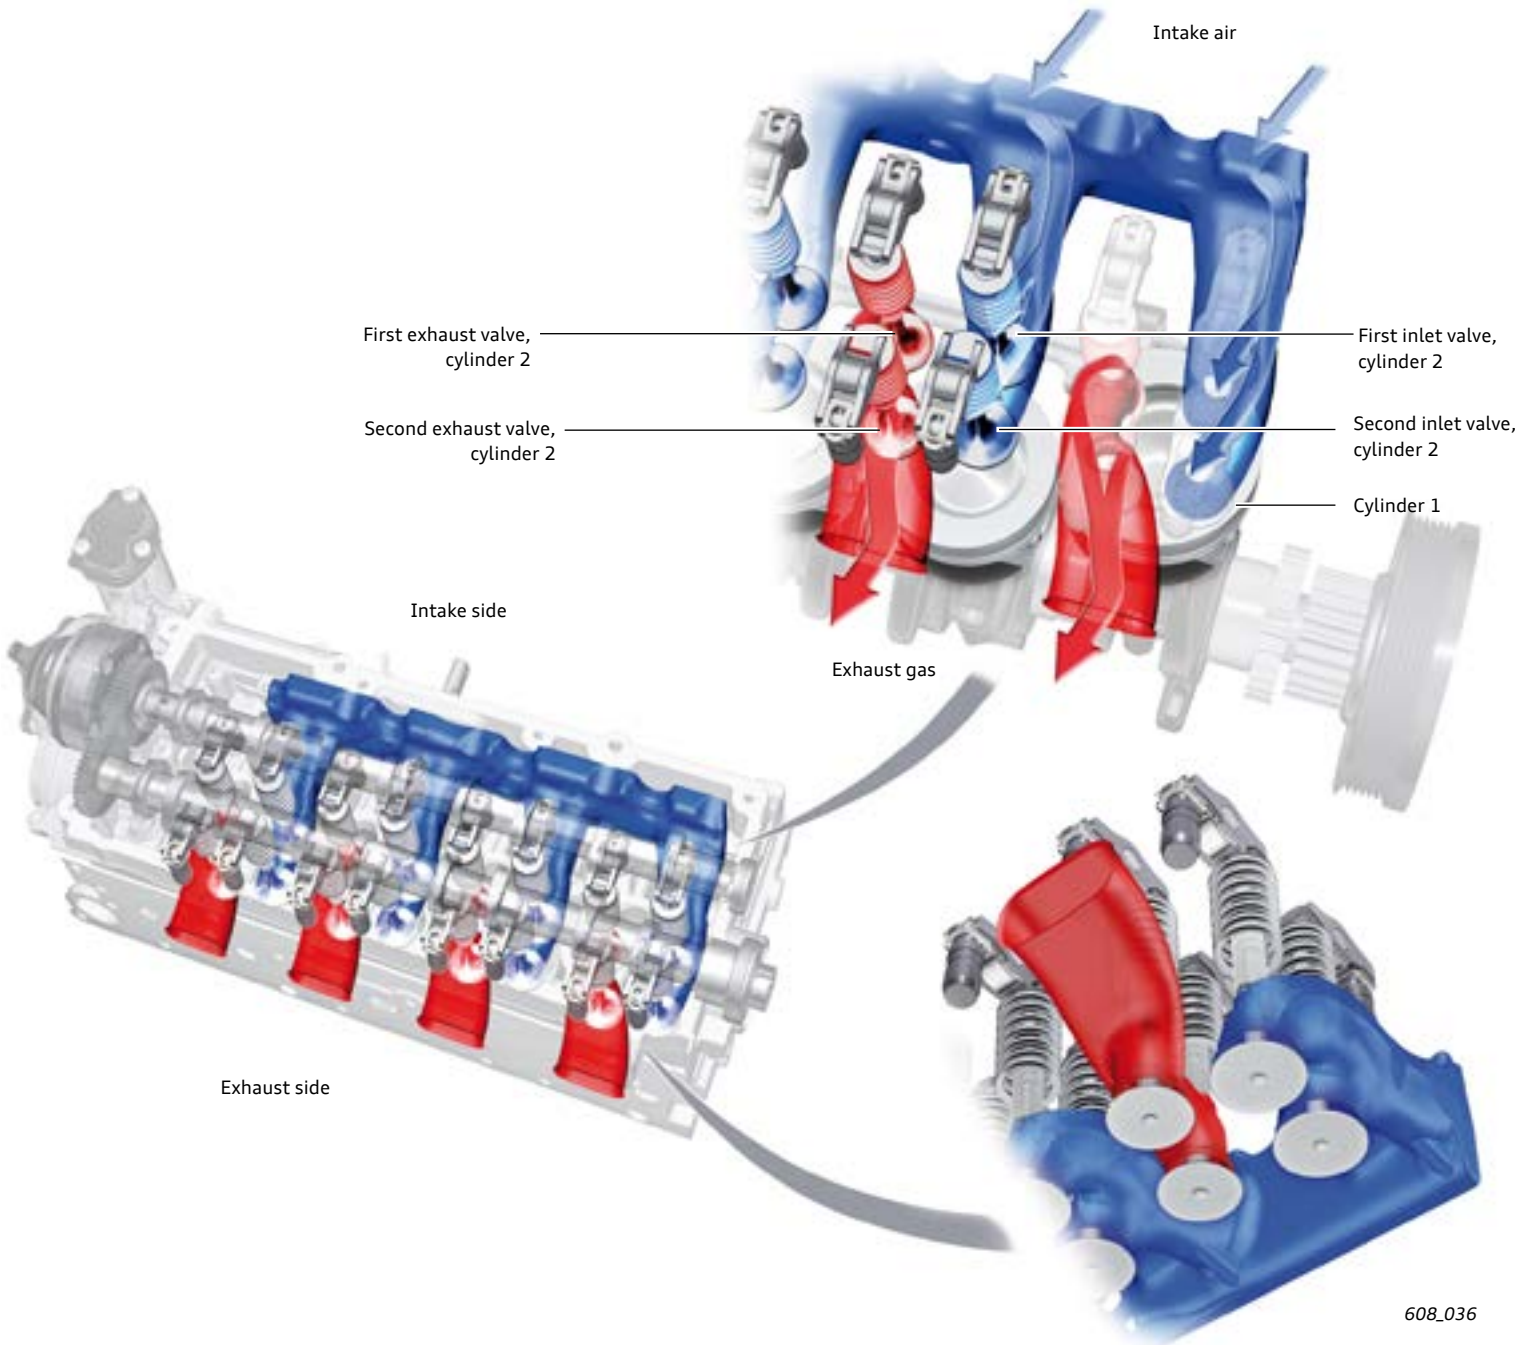 Intake air
First exhaust valve,
cylinder 2
First inlet valve,
cylinder 2
Second exhaust valve,
cylinder 2
Second inlet valve,
cylinder 2
Cylinder 1
Intake side
Exhaust gas
Exhaust side
608_036